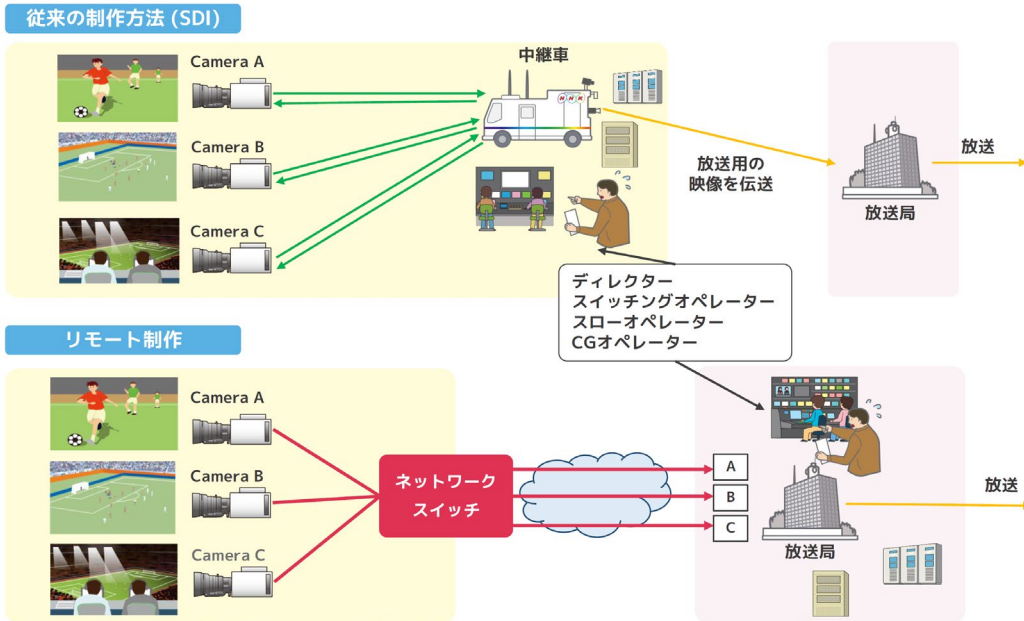 従来の制作方法 (SDI)
Camera A
中継車
NHK
Camera B
放送用の
映像を伝送
放送
放送局
Camera C
ディレクター
スイッチングオペレーター
スローオペレーター
CGオペレーター
リモート制作
Camera A
ネットワーク
スイッチ
A
Camera B
B
放送
C
Camera C
放送局